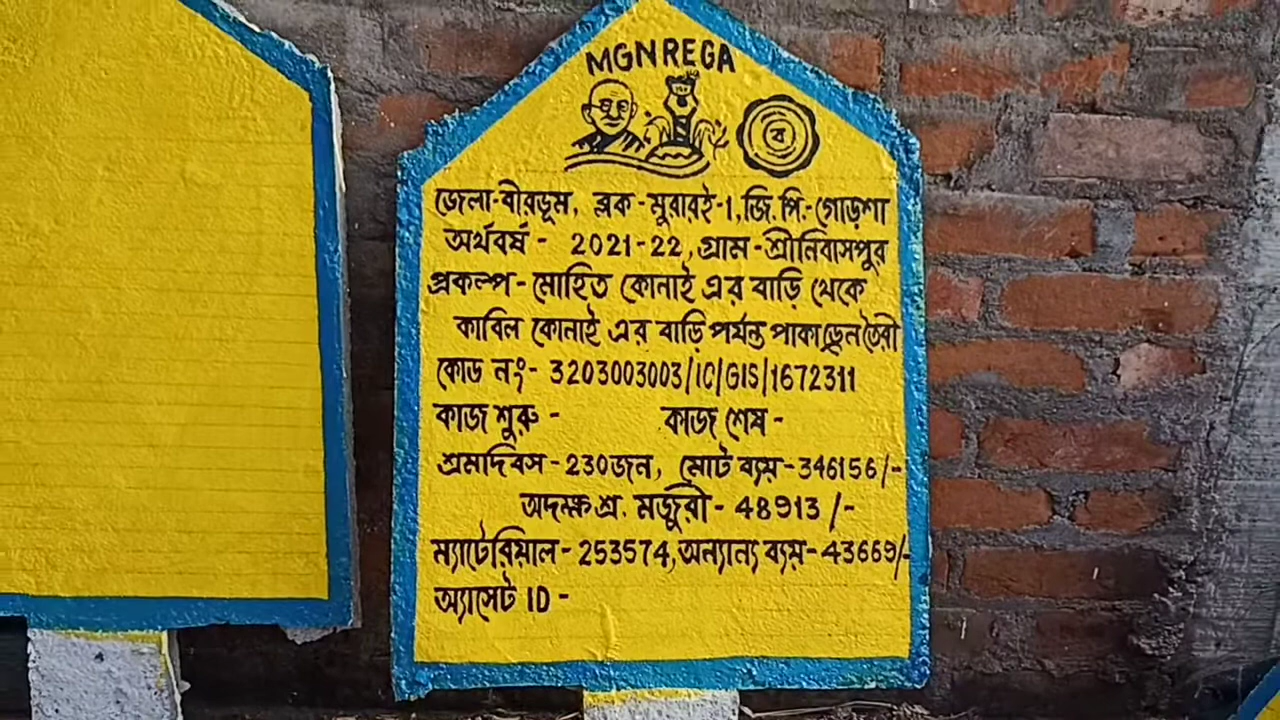 MGNREGA
ব
জেলা-বীরভূম, ব্লক-মুরারই-1, জি.পি.-গোড়শা
অর্থবর্ষ - 2021-22, গ্রাম-শ্রীনিবাসপুর
প্রকল্প - মোহিত কোনাই এর বাড়ি থেকে
কাবিল কোনাই এর বাড়ি পর্যন্ত পাকা ড্রেন তৈরী
কোড নং- 3203003003/IC/GIS/1672311
কাজ শুরু - কাজ শেষ -
শ্রমদিবস-230জন, মোট ব্যয়-346156/-
অদক্ষ শ্র. মজুরী - 48913/-
ম্যাটেরিয়াল - 253574, অন্যান্য ব্যয়-43669/-
অ্যাসেট ID -